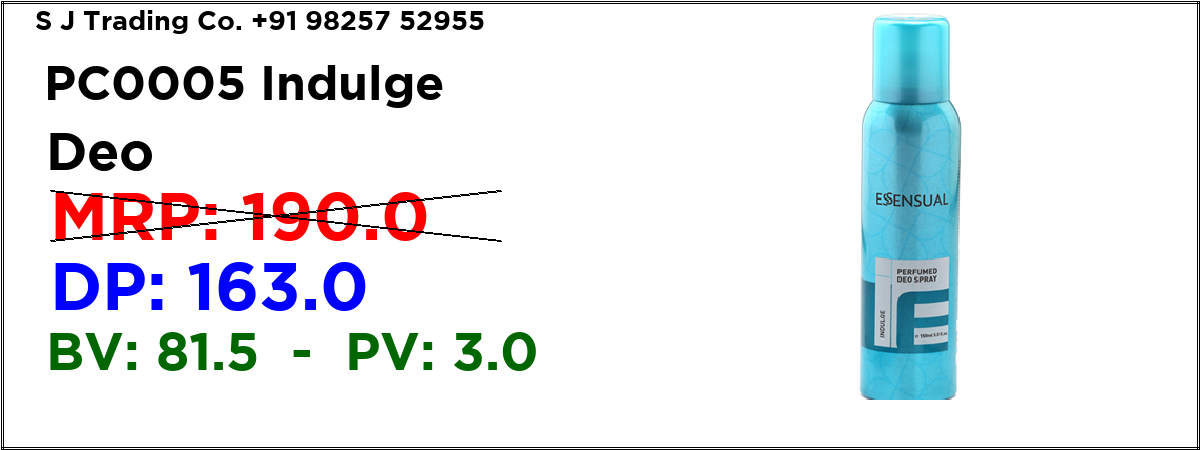 S J Trading Co. +91 98257 52955
PC0005 Indulge
Deo
MRP: 190.0
DP: 163.0
BV: 81.5 - PV: 3.0
ESSENSUAL
PERFUMED
DEO SPRAY
INDULGE
150ml